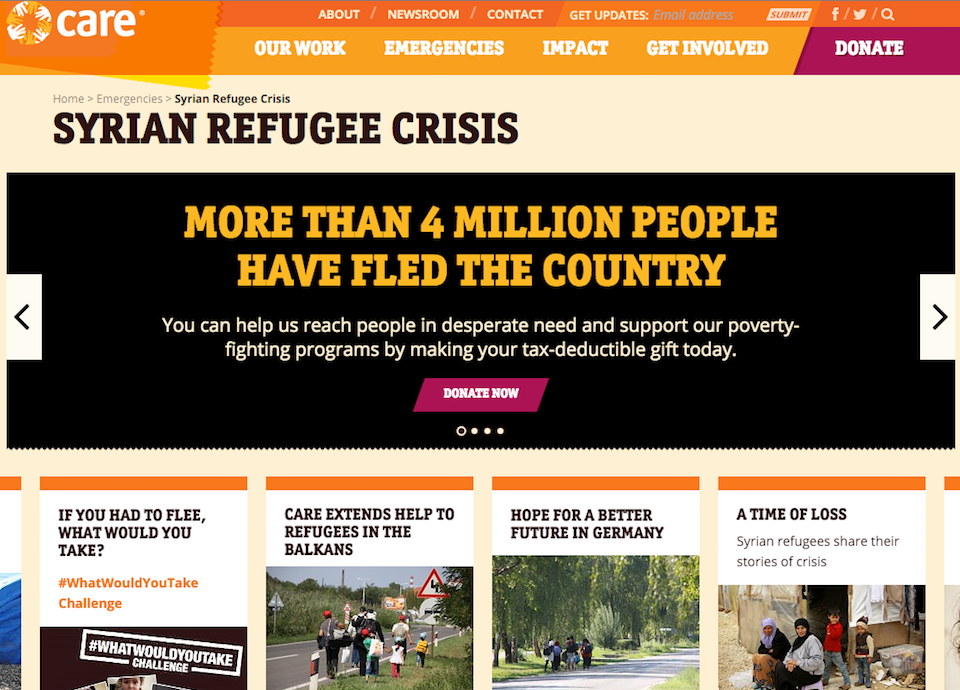 care®
ABOUT / NEWSROOM / CONTACT GET UPDATES: Email address SUBMIT f / /
OUR WORK EMERGENCIES IMPACT GET INVOLVED DONATE
Home > Emergencies > Syrian Refugee Crisis
SYRIAN REFUGEE CRISIS
MORE THAN 4 MILLION PEOPLE
HAVE FLED THE COUNTRY
You can help us reach people in desperate need and support our poverty-
fighting programs by making your tax-deductible gift today.
DONATE NOW
IF YOU HAD TO FLEE,
WHAT WOULD YOU
TAKE?
#WhatWouldYouTake
Challenge
#WHATWOULDYOUTAKE
CHALLENGE
CARE EXTENDS HELP TO
REFUGEES IN THE
BALKANS
HOPE FOR A BETTER
FUTURE IN GERMANY
A TIME OF LOSS
Syrian refugees share their
stories of crisis